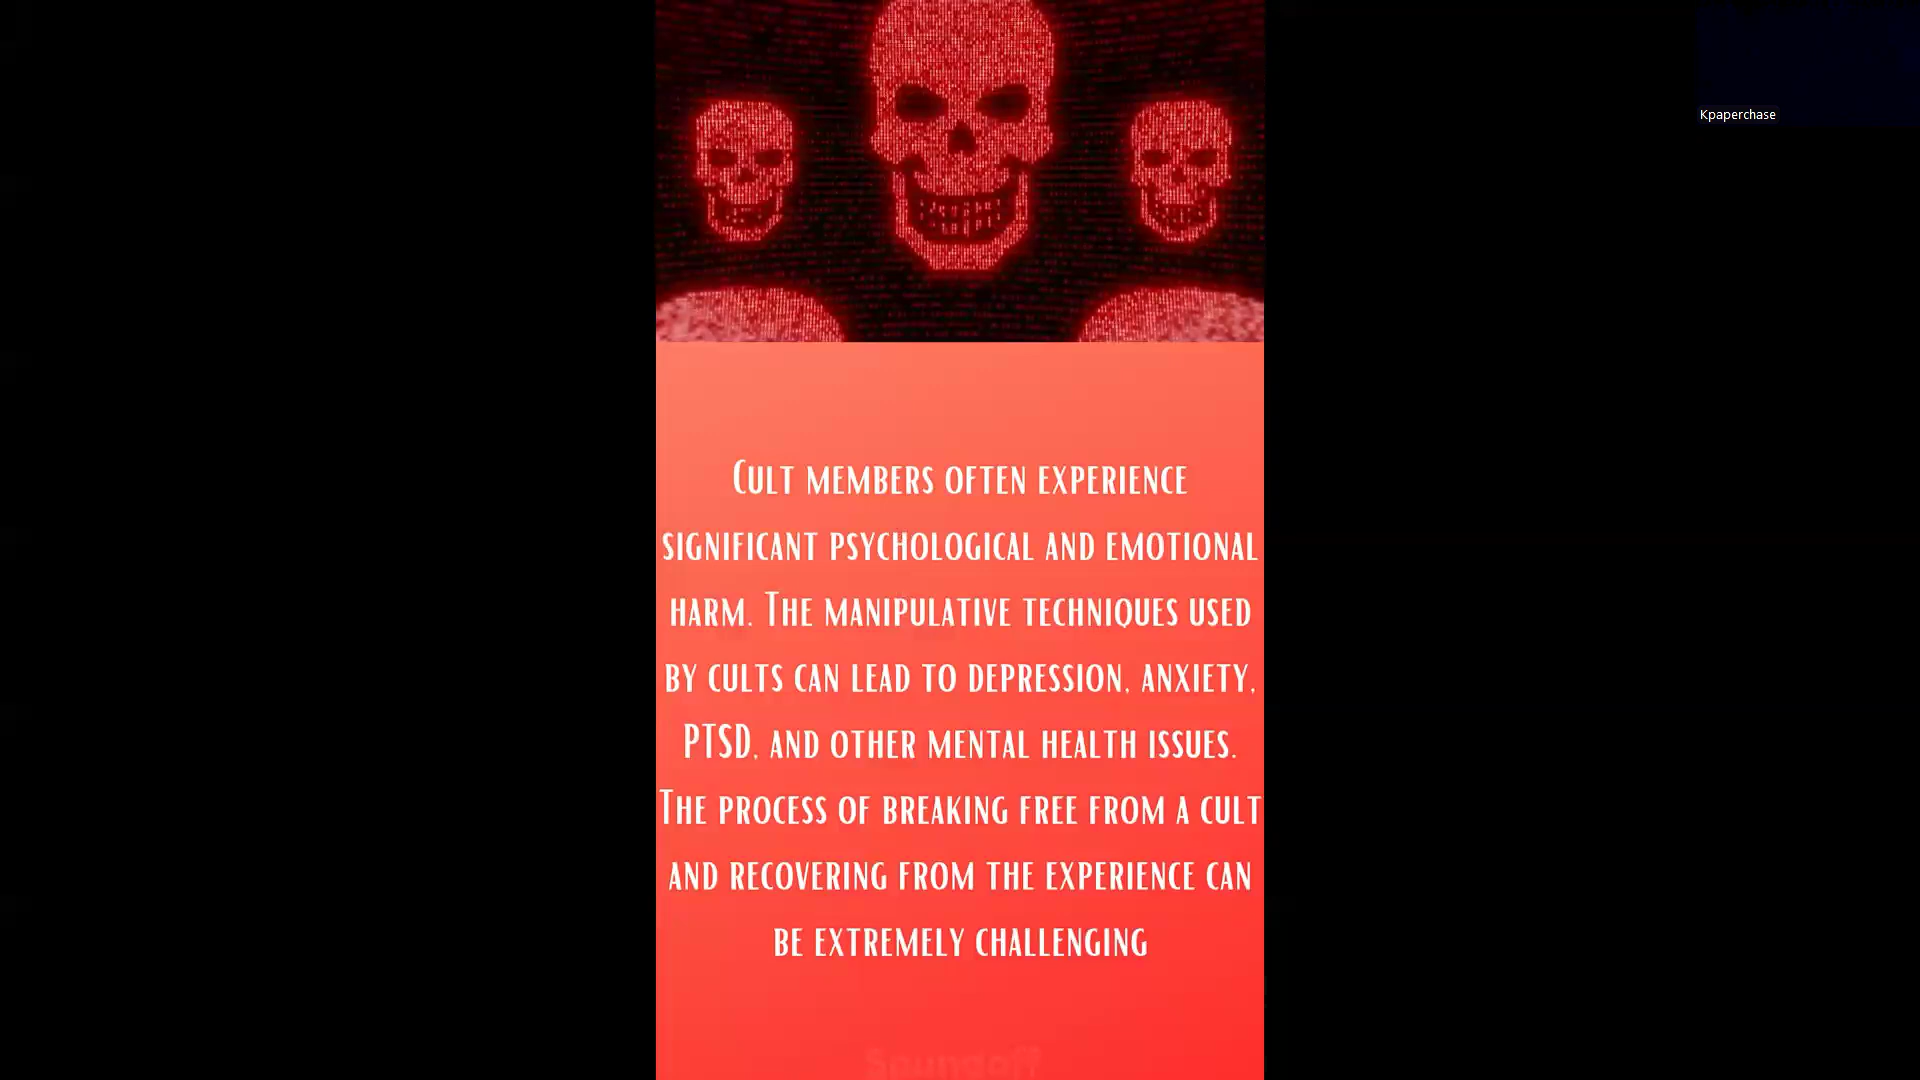 Kpaperchase
Cult members often experience
significant psychological and emotional
harm. The manipulative techniques used
by cults can lead to depression, anxiety,
PTSD, and other mental health issues.
The process of breaking free from a cult
and recovering from the experience can
be extremely challenging
Soundoff